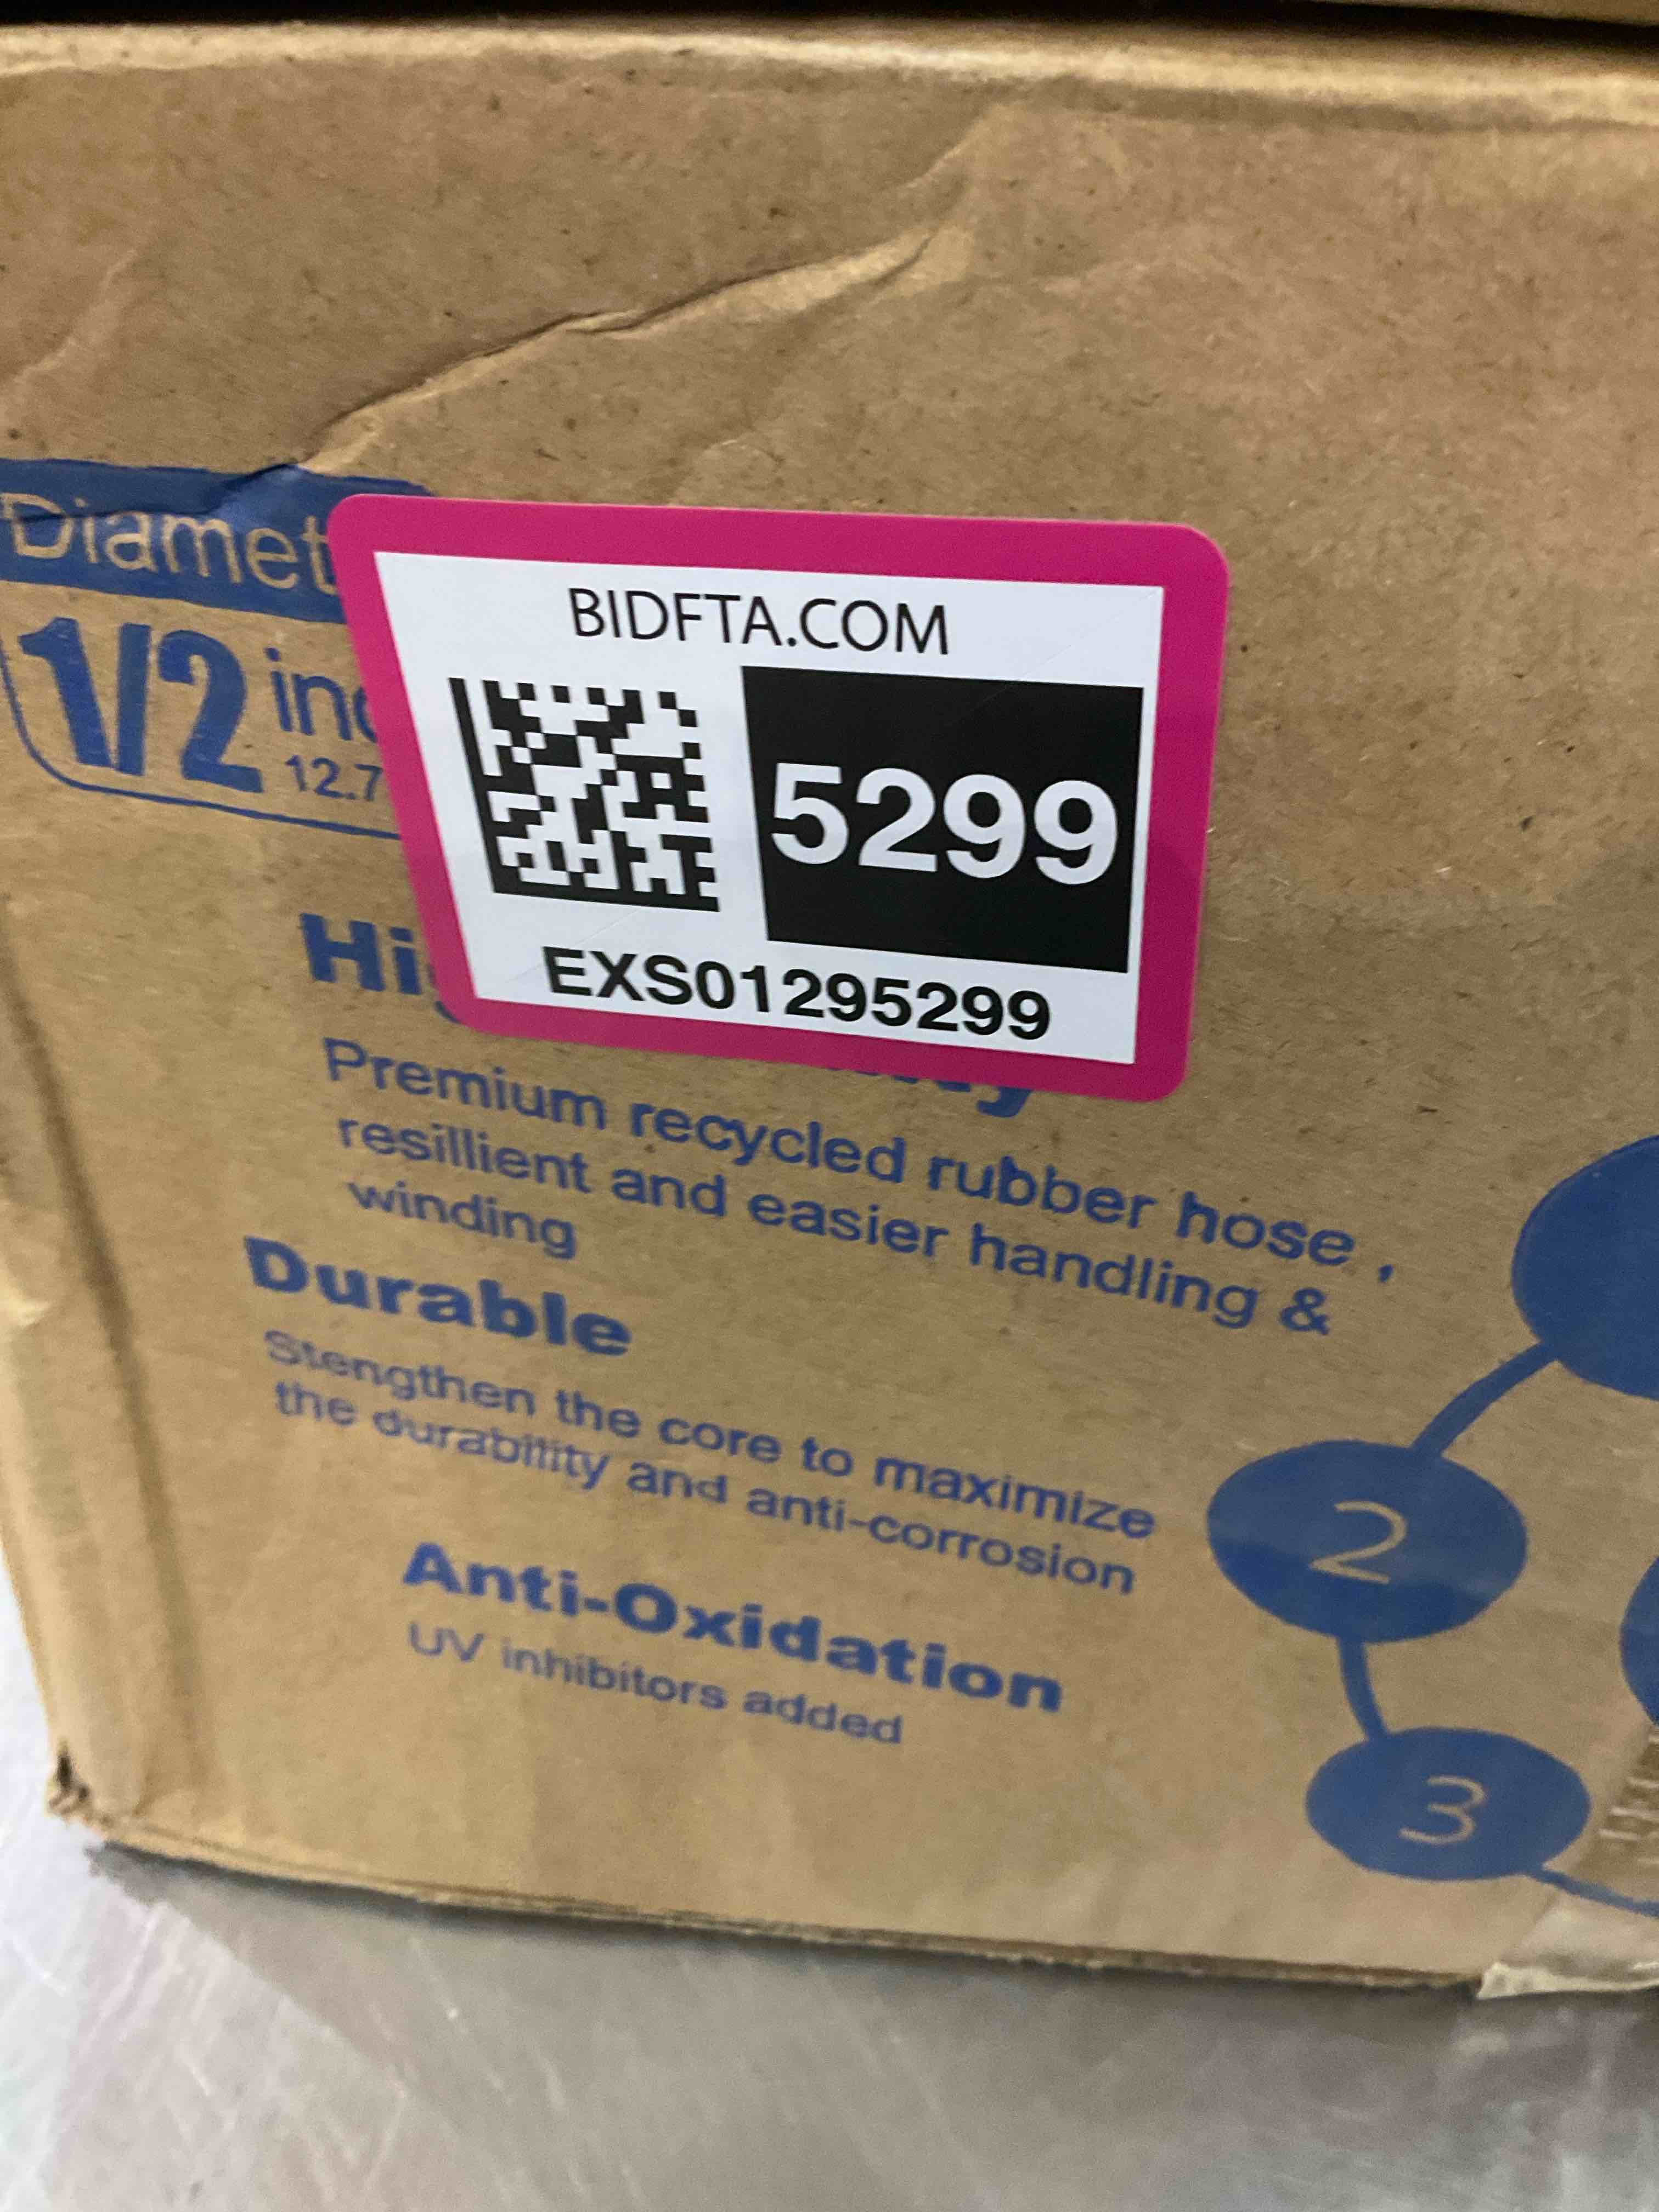 Diamet
1/2 inc
12.7
BIDFTA.COM
5299
EXS01295299
Hi
Premium recycled rubber hose ,
resillient and easier handling &
winding
Durable
Stengthen the core to maximize
the durability and anti-corrosion
Anti-Oxidation
UV inhibitors added
2
3